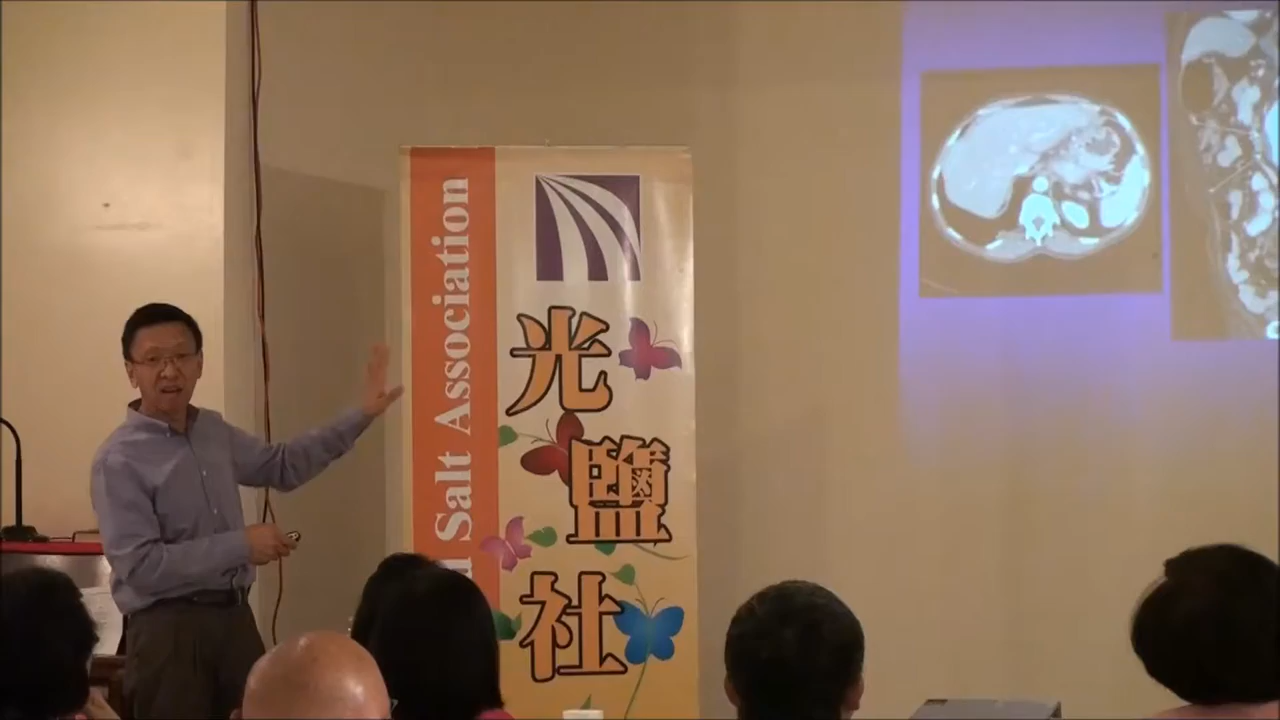 Salt Association
光
鹽
社